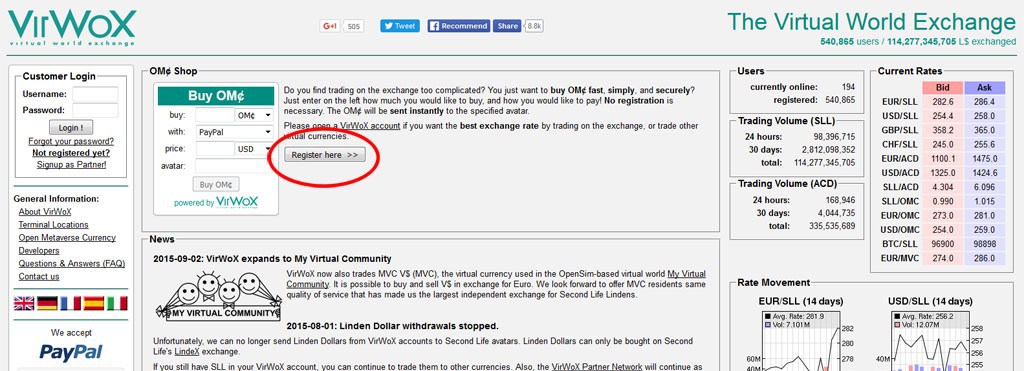 VirWoX
virtual world exchange
G+1 505
Tweet
Recommend
Share
8.8k
The Virtual World Exchange
540,865 users / 114,277,345,705 L$ exchanged
Customer Login
Username:
Password:
Login !
Forgot your password?
Not registered yet?
Signup as Partner!
General Information:
About VirWoX
Terminal Locations
Open Metaverse Currency
Developers
Questions & Answers (FAQ)
Contact us
We accept
PayPal
OM¢ Shop
Buy OM¢
buy: OM¢
with: PayPal
price: USD
avatar:
Buy OM¢
powered by VirWoX
Do you find trading on the exchange too complicated? You just want to buy OM¢ fast, simply, and securely?
Just enter on the left how much you would like to buy, and how you would like to pay! No registration is
necessary. The OM¢ will be sent instantly to the specified avatar.
Please open a VirWoX account if you want the best exchange rate by trading on the exchange, or trade other
virtual currencies.
Register here >>
News
2015-09-02: VirWoX expands to My Virtual Community
MY VIRTUAL COMMUNITY
VirWoX now also trades MVC V$ (MVC), the virtual currency used in the OpenSim-based virtual world My Virtual
Community. It is possible to buy and sell V$ in exchange for Euro. We look forward to offer MVC residents same
quality of service that has made us the largest independent exchange for Second Life Lindens.
2015-08-01: Linden Dollar withdrawals stopped.
Unfortunately, we can no longer send Linden Dollars from VirWoX accounts to Second Life avatars. Linden Dollars can only be bought on Second
Life's LindeX exchange.
If you still have SLL in your VirWoX account, you can continue to trade them to other currencies. Also, the VirWoX Partner Network will continue as
Users
currently online: 194
registered: 540,865
Trading Volume (SLL)
24 hours: 98,396,715
30 days: 2,812,098,352
total: 114,277,345,705
Trading Volume (ACD)
24 hours: 168,946
30 days: 4,044,735
total: 335,535,689
Current Rates
Bid Ask
EUR/SLL 282.6 286.4
USD/SLL 254.4 258.0
GBP/SLL 358.2 365.0
CHF/SLL 245.0 255.6
EUR/ACD 1100.1 1475.0
USD/ACD 1325.0 1424.6
SLL/ACD 4.304 6.096
SLL/OMC 0.990 1.015
EUR/OMC 273.0 281.0
USD/OMC 254.0 259.0
BTC/SLL 96900 98898
EUR/MVC 274.0 286.0
Rate Movement
EUR/SLL (14 days)
Avg. Rate: 281.9
Vol: 7.101M
282
280
278
60M
USD/SLL (14 days)
Avg. Rate: 256.2
Vol: 12.07M
258
257
256
255
40M